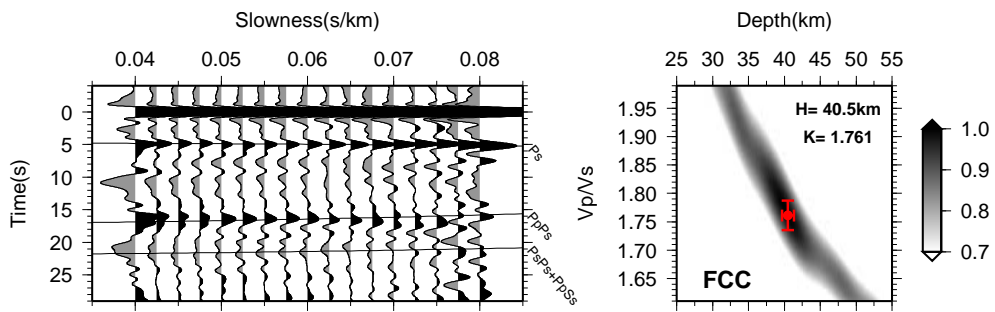 Slowness(s/km)
0.04 0.05 0.06 0.07 0.08
Time(s)
0
5
10
15
20
25
Ps
PpPs
PsPs+PpSs
Depth(km)
25 30 35 40 45 50 55
Vp/Vs
1.95
1.90
1.85
1.80
1.75
1.70
1.65
H= 40.5km
K= 1.761
FCC
1.0
0.9
0.8
0.7